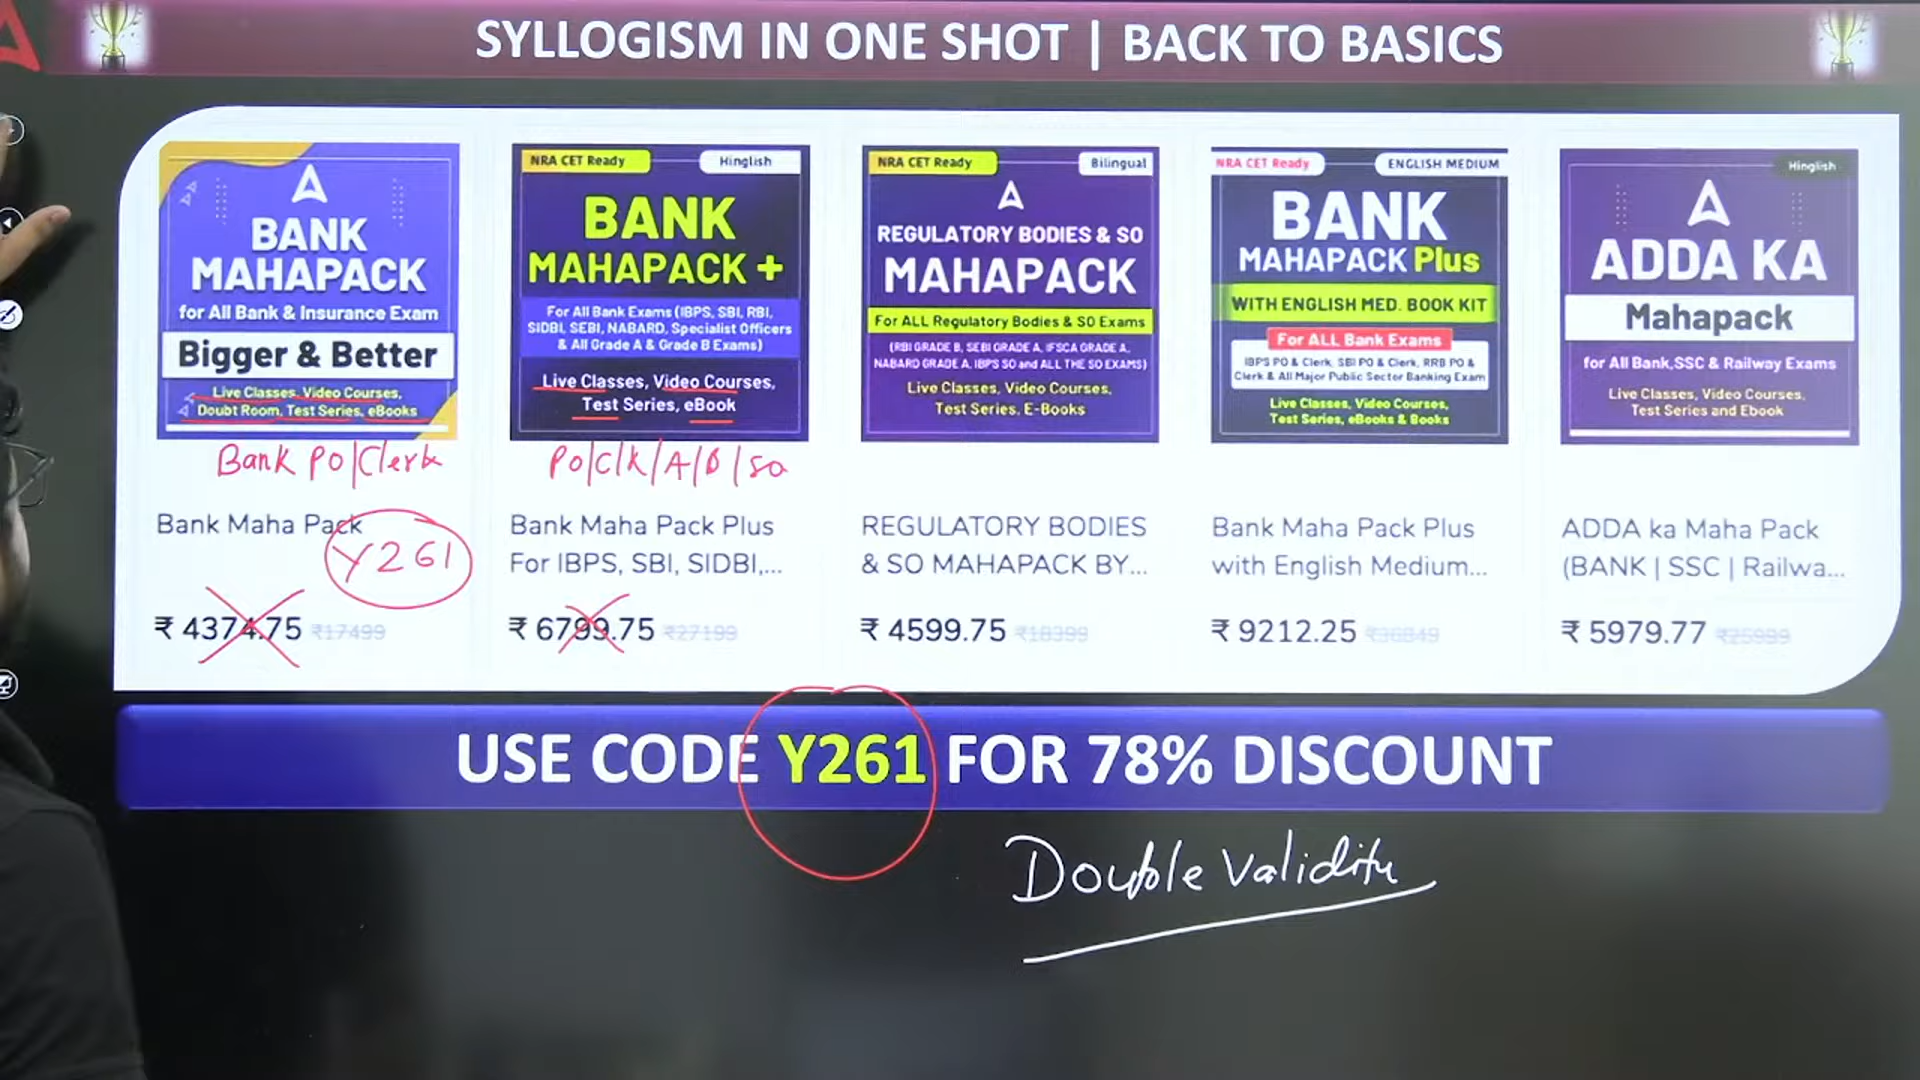 SYLLOGISM IN ONE SHOT | BACK TO BASICS
BANK
MAHAPACK
for All Bank & Insurance Exam
Bigger & Better
Live Classes, Video Courses,
Doubt Room, Test Series, eBooks
Bank PO/Clerk
Bank Maha Pack
Y261
₹ 4374.75 ₹17499
NRA CET Ready Hinglish
BANK
MAHAPACK +
For All Bank Exams (IBPS, SBI, RBI,
SIDBI, SEBI, NABARD, Specialist Officers
& All Grade A & Grade B Exams)
Live Classes, Video Courses,
Test Series, eBook
PO/Clk/A/B/SO
Bank Maha Pack Plus
For IBPS, SBI, SIDBI,...
₹ 6799.75 ₹27199
NRA CET Ready Bilingual
REGULATORY BODIES & SO
MAHAPACK
For ALL Regulatory Bodies & SO Exams
(RBI GRADE B, SEBI GRADE A, IFSCA GRADE A,
NABARD GRADE A, IBPS SO and ALL THE SO EXAMS)
Live Classes, Video Courses,
Test Series, E-Books
REGULATORY BODIES
& SO MAHAPACK BY...
₹ 4599.75 ₹18399
NRA CET Ready ENGLISH MEDIUM
BANK
MAHAPACK Plus
WITH ENGLISH MED. BOOK KIT
For ALL Bank Exams
IBPS PO & Clerk, SBI PO & Clerk, RRB PO &
Clerk & All Major Public Sector Banking Exam
Live Classes, Video Courses,
Test Series, eBooks & Books
Bank Maha Pack Plus
with English Medium...
₹ 9212.25 ₹36849
Hinglish
ADDA KA
Mahapack
for All Bank,SSC & Railway Exams
Live Classes, Video Courses,
Test Series and Ebook
ADDA ka Maha Pack
(BANK | SSC | Railwa...
₹ 5979.77 ₹25999
USE CODE Y261 FOR 78% DISCOUNT
Double Validity